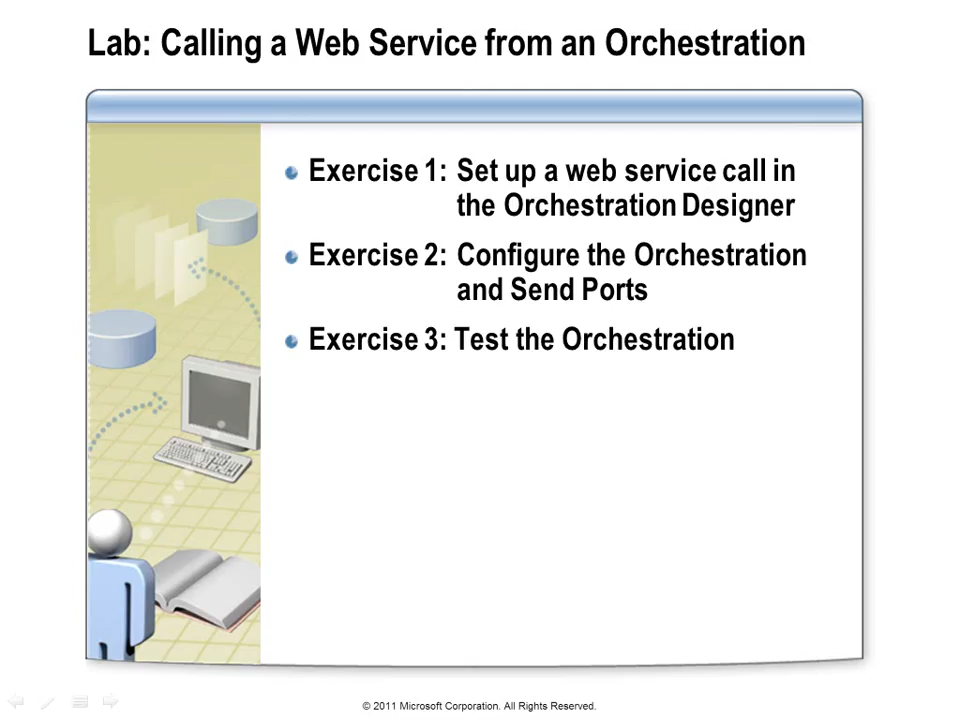 Lab: Calling a Web Service from an Orchestration
Exercise 1: Set up a web service call in
the Orchestration Designer
Exercise 2: Configure the Orchestration
and Send Ports
Exercise 3: Test the Orchestration
© 2011 Microsoft Corporation. All Rights Reserved.